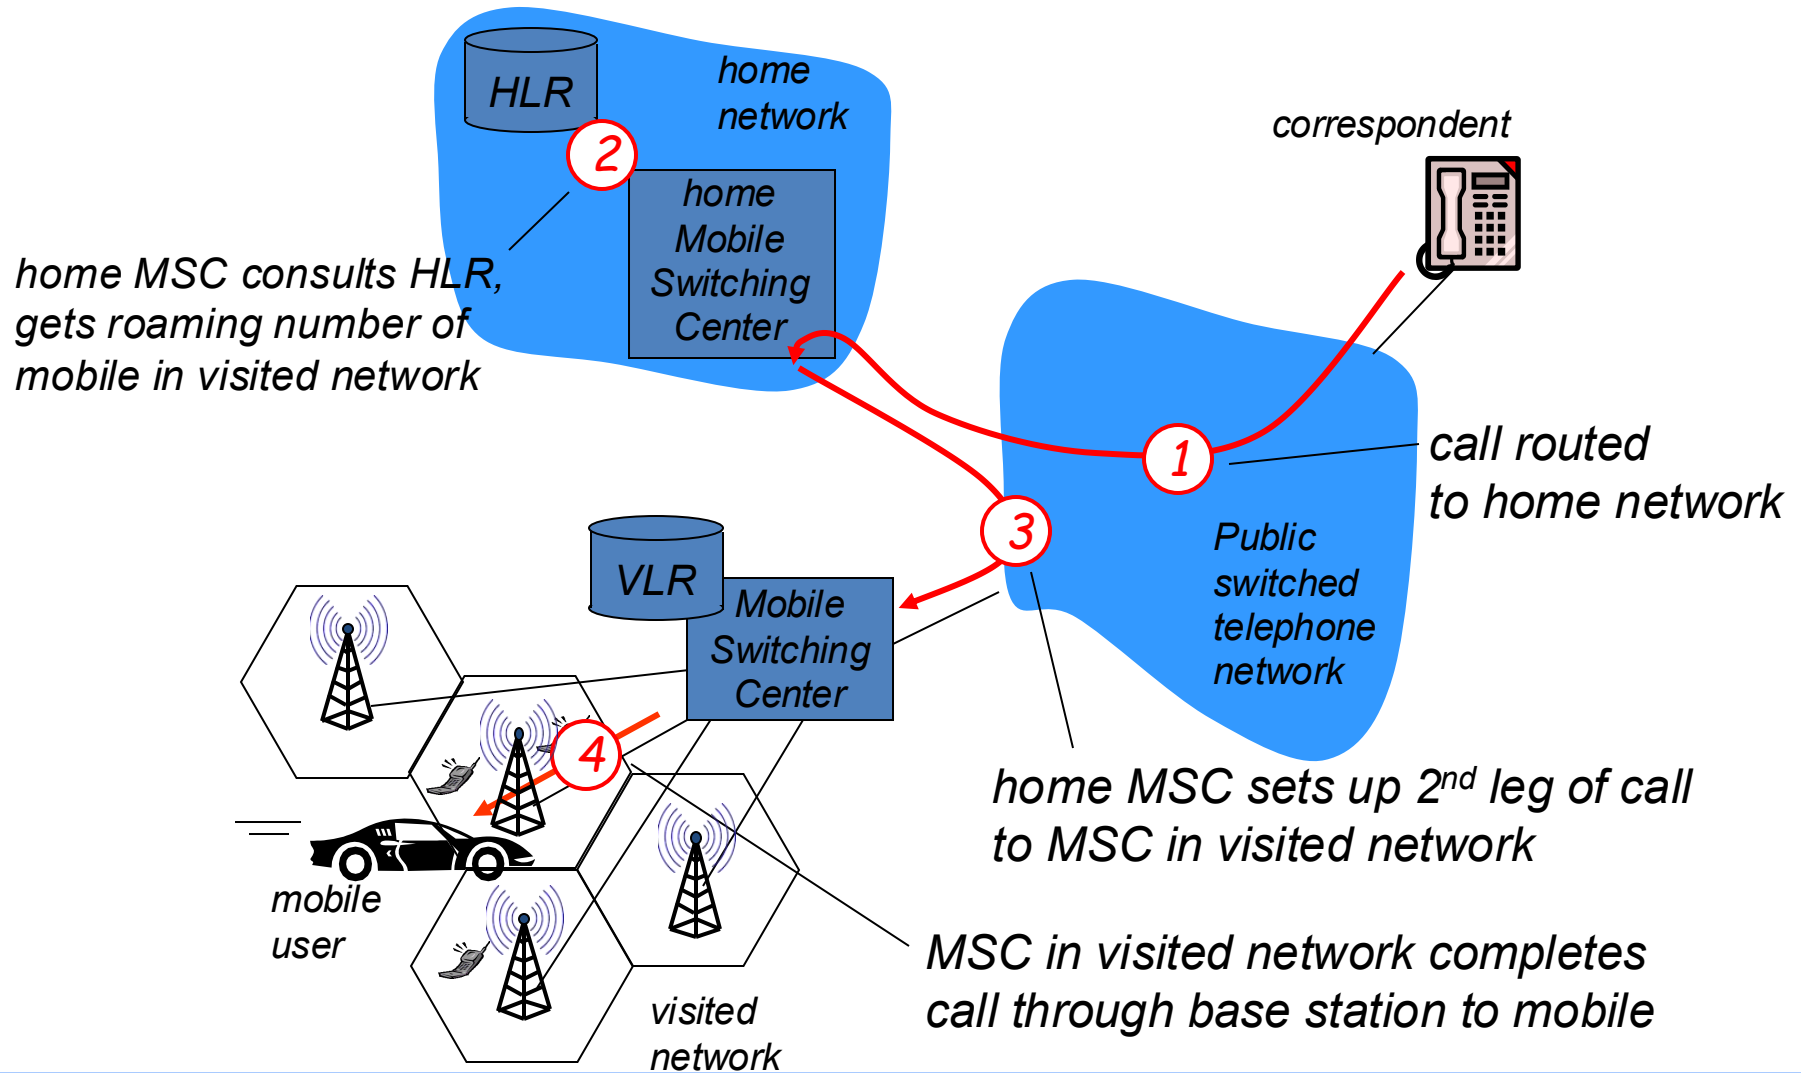 HLR
home
network
correspondent
2
home
Mobile
Switching
Center
home MSC consults HLR,
gets roaming number of
mobile in visited network
1
call routed
to home network
3
Public
switched
telephone
network
VLR
Mobile
Switching
Center
4
home MSC sets up 2nd leg of call
to MSC in visited network
mobile
user
MSC in visited network completes
call through base station to mobile
visited
network